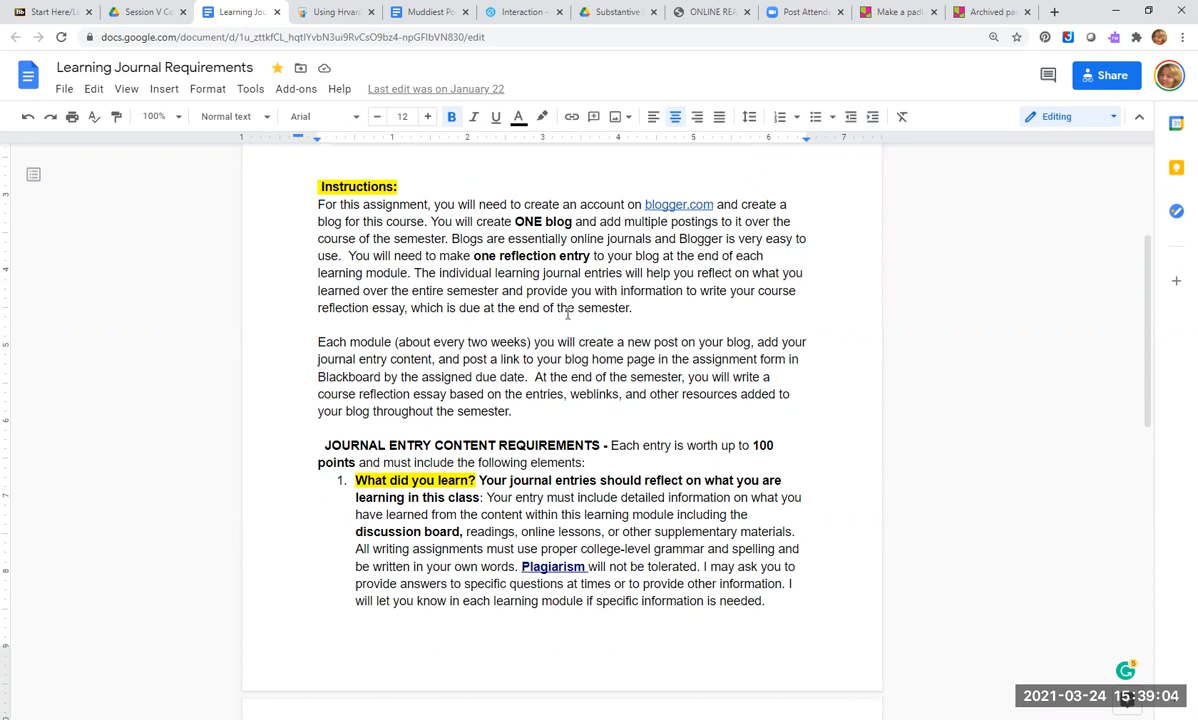 Start Here/L
Session V Co
Learning Jou
Using Hrvard
Muddiest Po
Interaction –
Substantive
ONLINE REA
Post Attende
Make a padl
Archived pa
docs.google.com/document/d/1u_zttkfCL_hqtIYvbN3ui9RvCsO9bz4-npGFIbVN830/edit
Learning Journal Requirements
File Edit View Insert Format Tools Add-ons Help Last edit was on January 22
Share
100% Normal text Arial 12 B I U A Editing
1 1 2 3 4 5 6 7
Instructions:
For this assignment, you will need to create an account on blogger.com and create a
blog for this course. You will create ONE blog and add multiple postings to it over the
course of the semester. Blogs are essentially online journals and Blogger is very easy to
use. You will need to make one reflection entry to your blog at the end of each
learning module. The individual learning journal entries will help you reflect on what you
learned over the entire semester and provide you with information to write your course
reflection essay, which is due at the end of the semester.
Each module (about every two weeks) you will create a new post on your blog, add your
journal entry content, and post a link to your blog home page in the assignment form in
Blackboard by the assigned due date. At the end of the semester, you will write a
course reflection essay based on the entries, weblinks, and other resources added to
your blog throughout the semester.
JOURNAL ENTRY CONTENT REQUIREMENTS - Each entry is worth up to 100
points and must include the following elements:
1. What did you learn? Your journal entries should reflect on what you are
learning in this class: Your entry must include detailed information on what you
have learned from the content within this learning module including the
discussion board, readings, online lessons, or other supplementary materials.
All writing assignments must use proper college-level grammar and spelling and
be written in your own words. Plagiarism will not be tolerated. I may ask you to
provide answers to specific questions at times or to provide other information. I
will let you know in each learning module if specific information is needed.
2021-03-24 15:39:04